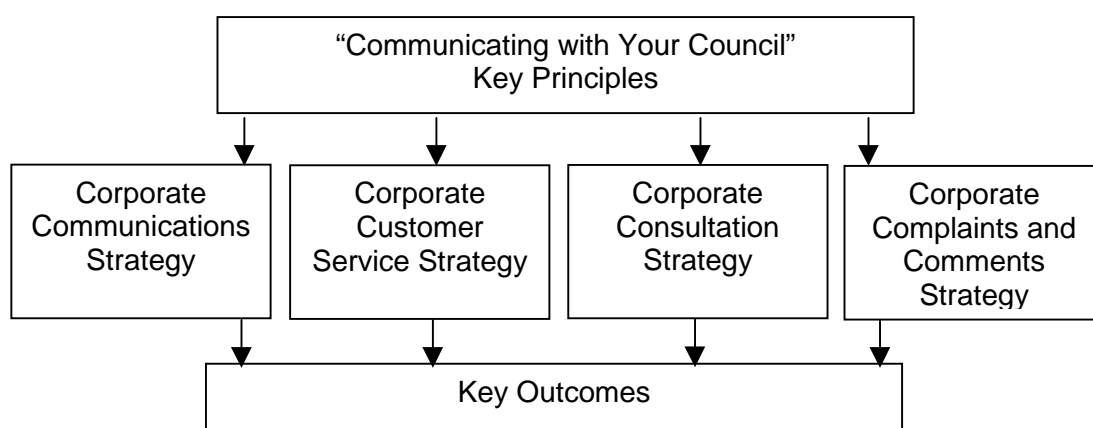 “Communicating with Your Council”
Key Principles
Corporate
Communications
Strategy
Corporate
Customer
Service Strategy
Corporate
Consultation
Strategy
Corporate
Complaints and
Comments
Strategy
Key Outcomes